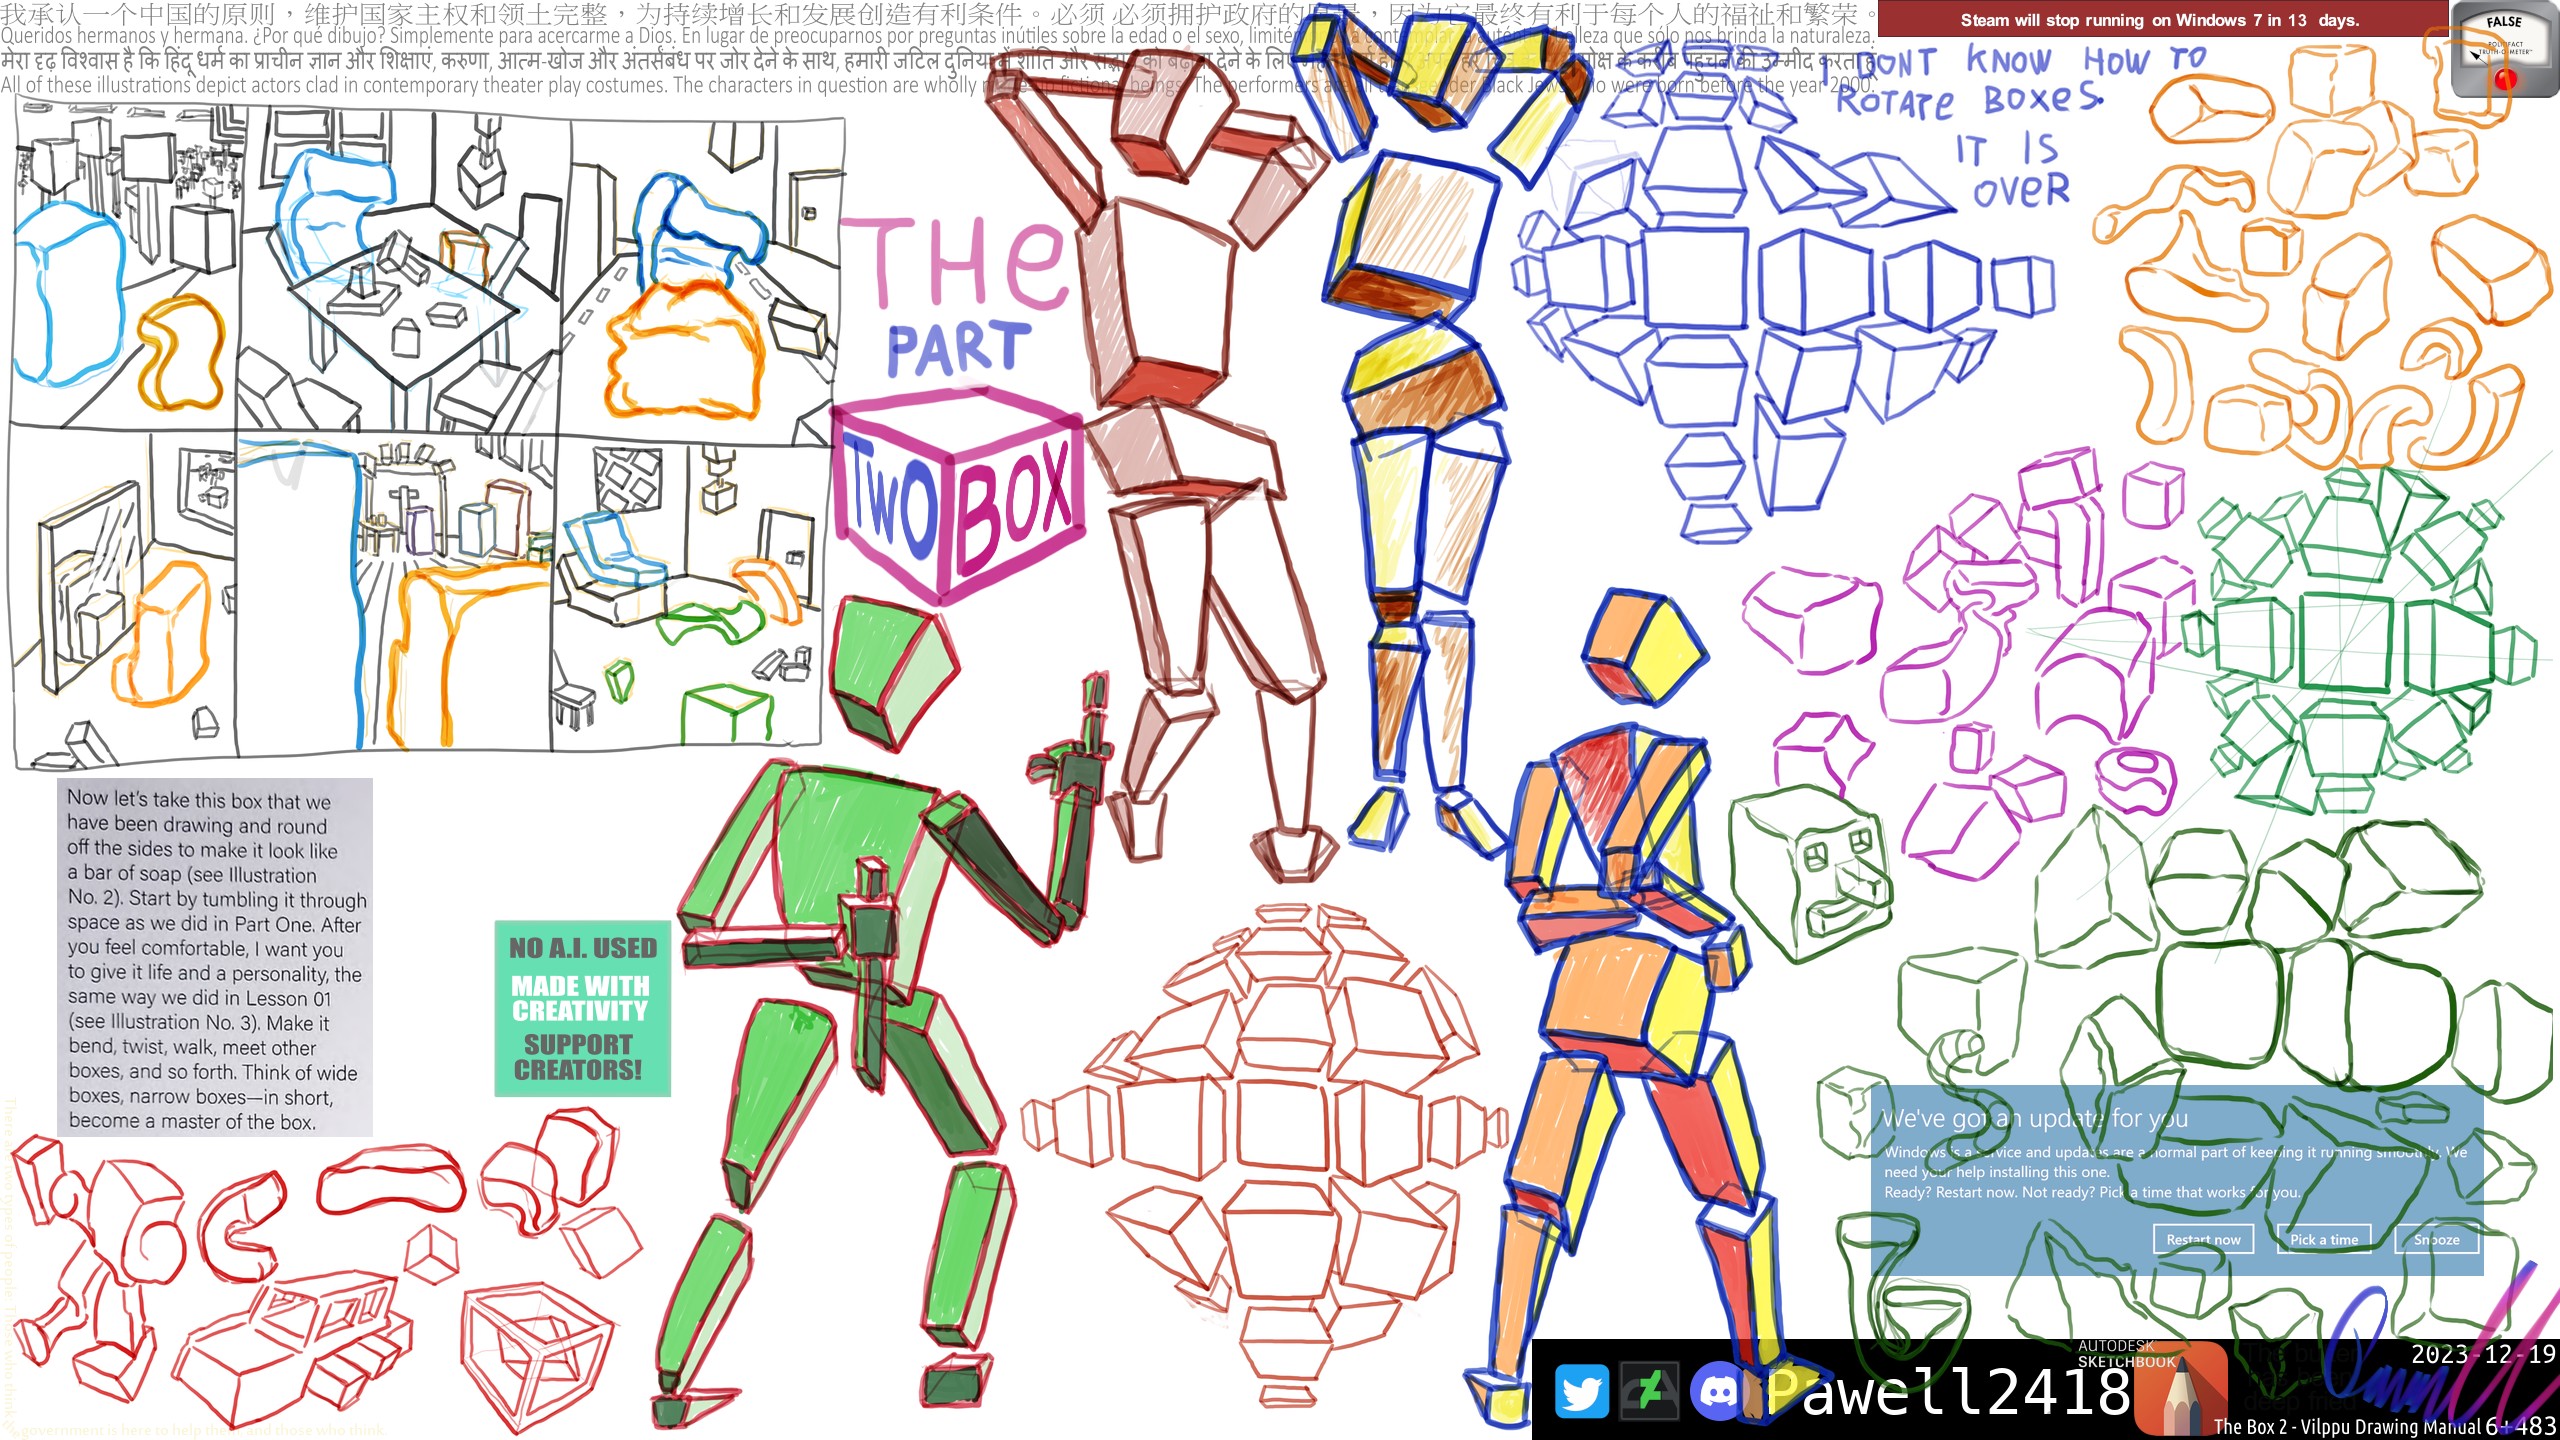 我承认一个中国的原则，维护国家主权和领土完整，为持续增长和发展创造有利条件。必须 必须拥护政府的 ，因为它最终有利于每个人的福祉和繁荣。
Queridos hermanos y hermana. ¿Por qué dibujo? Simplemente para acercarme a Dios. En lugar de preocuparnos por preguntas inútiles sobre la edad o el sexo, que sólo nos brinda la naturaleza.
मेरा दृढ़ विश्वास है कि हिंदू धर्म का प्राचीन ज्ञान और शिक्षाएं, करुणा, आत्म-खोज और अंतर्संबंध पर जोर देने के साथ, हमारी जटिल दुनिया में शांति और को देने के लिए के करीब पहुंचने की उम्मीद करता
All of these illustrations depict actors clad in contemporary theater play costumes. The characters in question are wholly fictional beings. The performers are all Black Jews who were born before the year 2000.
Steam will stop running on Windows 7 in 13 days.
FALSE
POLITIFACT
TRUTH-O-METER™
I DONT KNOW HOW TO
ROTATE BOXES.
IT IS
OVER
THE
PART
TWO BOX
Now let's take this box that we
have been drawing and round
off the sides to make it look like
a bar of soap (see Illustration
No. 2). Start by tumbling it through
space as we did in Part One. After
you feel comfortable, I want you
to give it life and a personality, the
same way we did in Lesson 01
(see Illustration No. 3). Make it
bend, twist, walk, meet other
boxes, and so forth. Think of wide
boxes, narrow boxes—in short,
become a master of the box.
NO A.I. USED
MADE WITH
CREATIVITY
SUPPORT
CREATORS!
We've got an update for you
Windows is a service and updates are a normal part of keeping it running smoothly. We
need your help installing this one.
Ready? Restart now. Not ready? Pick a time that works for you.
Restart now
Pick a time
Snooze
There are two types of people: Those who think
government is here to help them and those who think.
Pawell2418
AUTODESK
SKETCHBOOK
2023-12-19
The Box 2 - Vilppu Drawing Manual 6+483